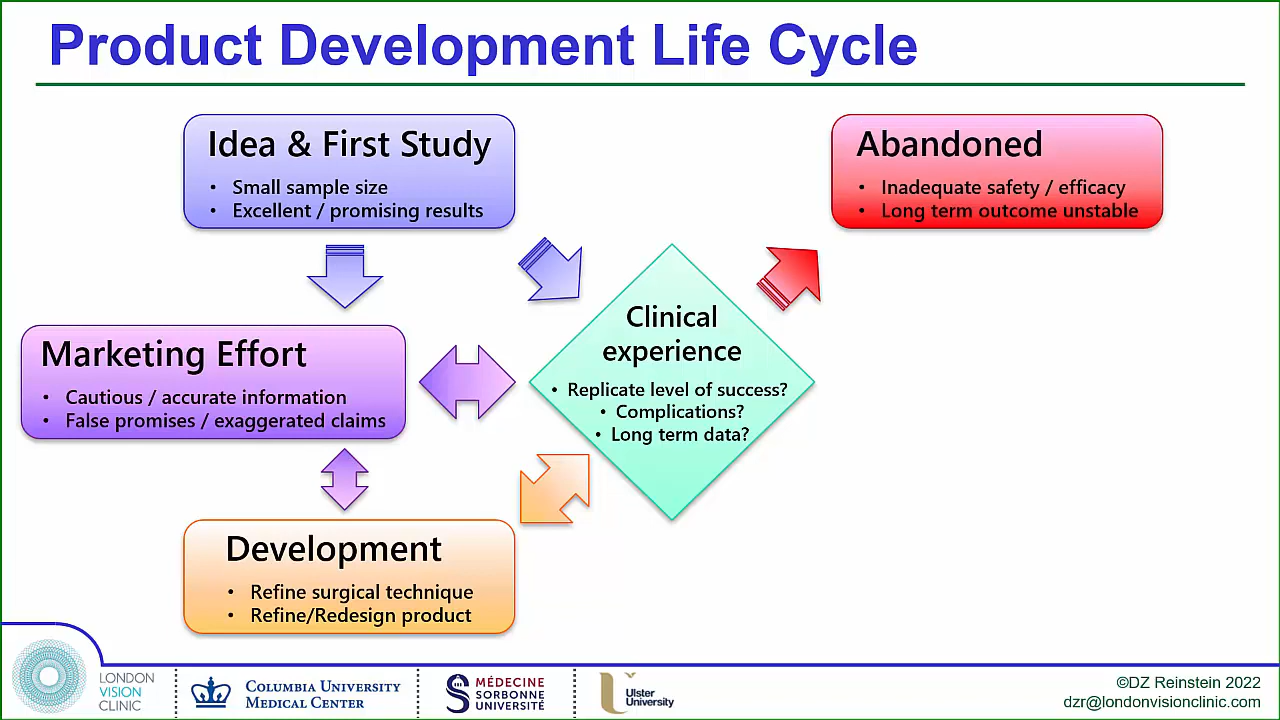 Product Development Life Cycle
Idea & First Study
• Small sample size
• Excellent / promising results
Abandoned
• Inadequate safety / efficacy
• Long term outcome unstable
Clinical
experience
• Replicate level of success?
• Complications?
• Long term data?
Marketing Effort
• Cautious / accurate information
• False promises / exaggerated claims
Development
• Refine surgical technique
• Refine/Redesign product
LONDON
VISION
CLINIC
COLUMBIA UNIVERSITY
MEDICAL CENTER
MÉDECINE
SORBONNE
UNIVERSITÉ
Ulster
University
©DZ Reinstein 2022
dzr@londonvisionclinic.com